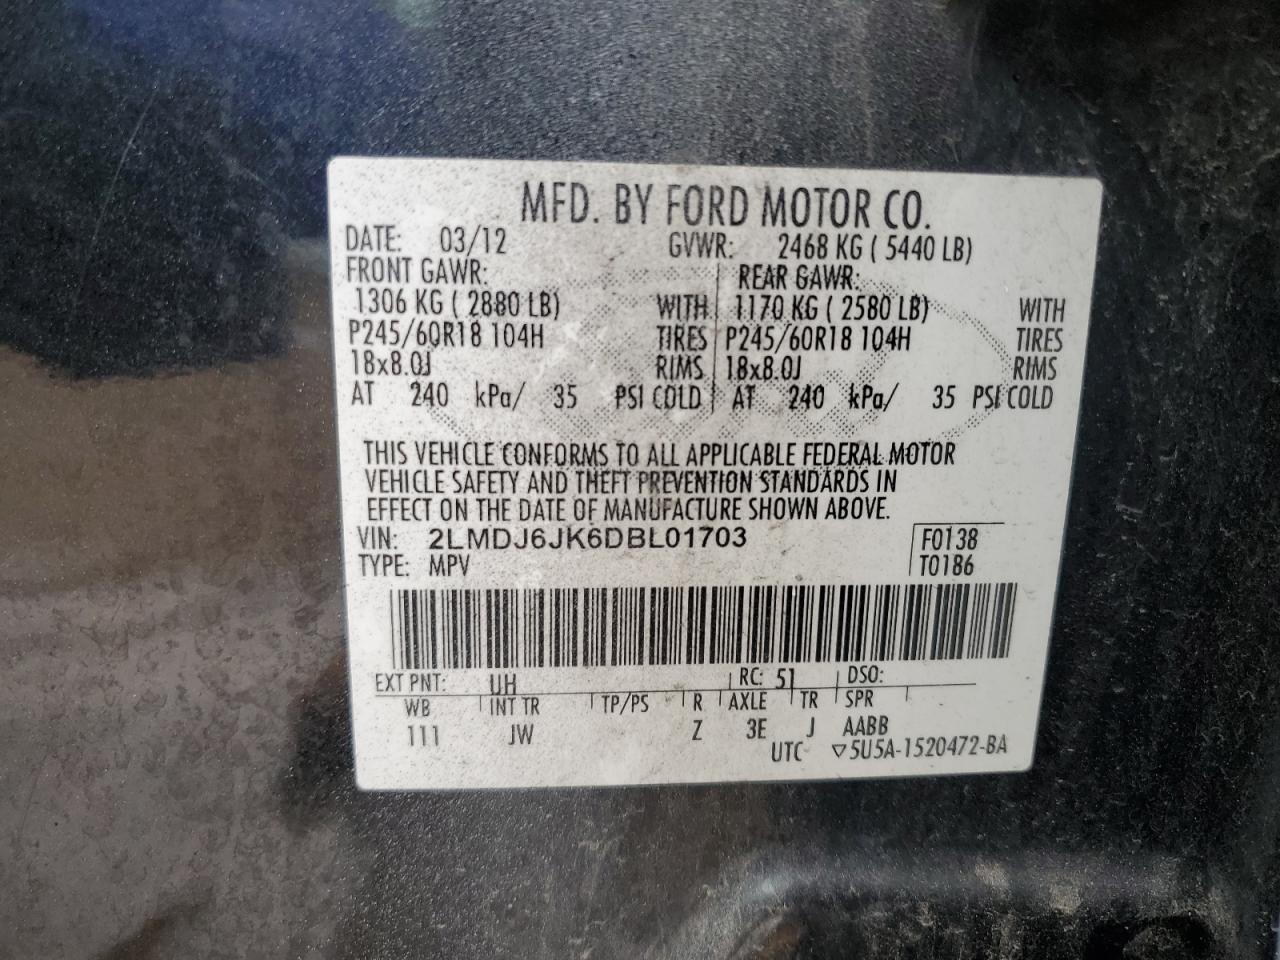 MFD. BY FORD MOTOR CO.
DATE: 03/12 GVWR: 2468 KG ( 5440 LB)
FRONT GAWR: REAR GAWR:
1306 KG ( 2880 LB) WITH 1170 KG ( 2580 LB) WITH
P245/60R18 104H TIRES P245/60R18 104H TIRES
18x8.0J RIMS 18x8.0J RIMS
AT 240 kPa/ 35 PSI COLD AT 240 kPa/ 35 PSI COLD
THIS VEHICLE CONFORMS TO ALL APPLICABLE FEDERAL MOTOR
VEHICLE SAFETY AND THEFT PREVENTION STANDARDS IN
EFFECT ON THE DATE OF MANUFACTURE SHOWN ABOVE.
VIN: 2LMDJ6JK6DBL01703 F0138
TYPE: MPV T0186
EXT PNT: UH RC: 51 DSO:
WB INT TR TP/PS R AXLE TR SPR
111 JW Z 3E J AABB
UTC ▽5U5A-1520472-BA